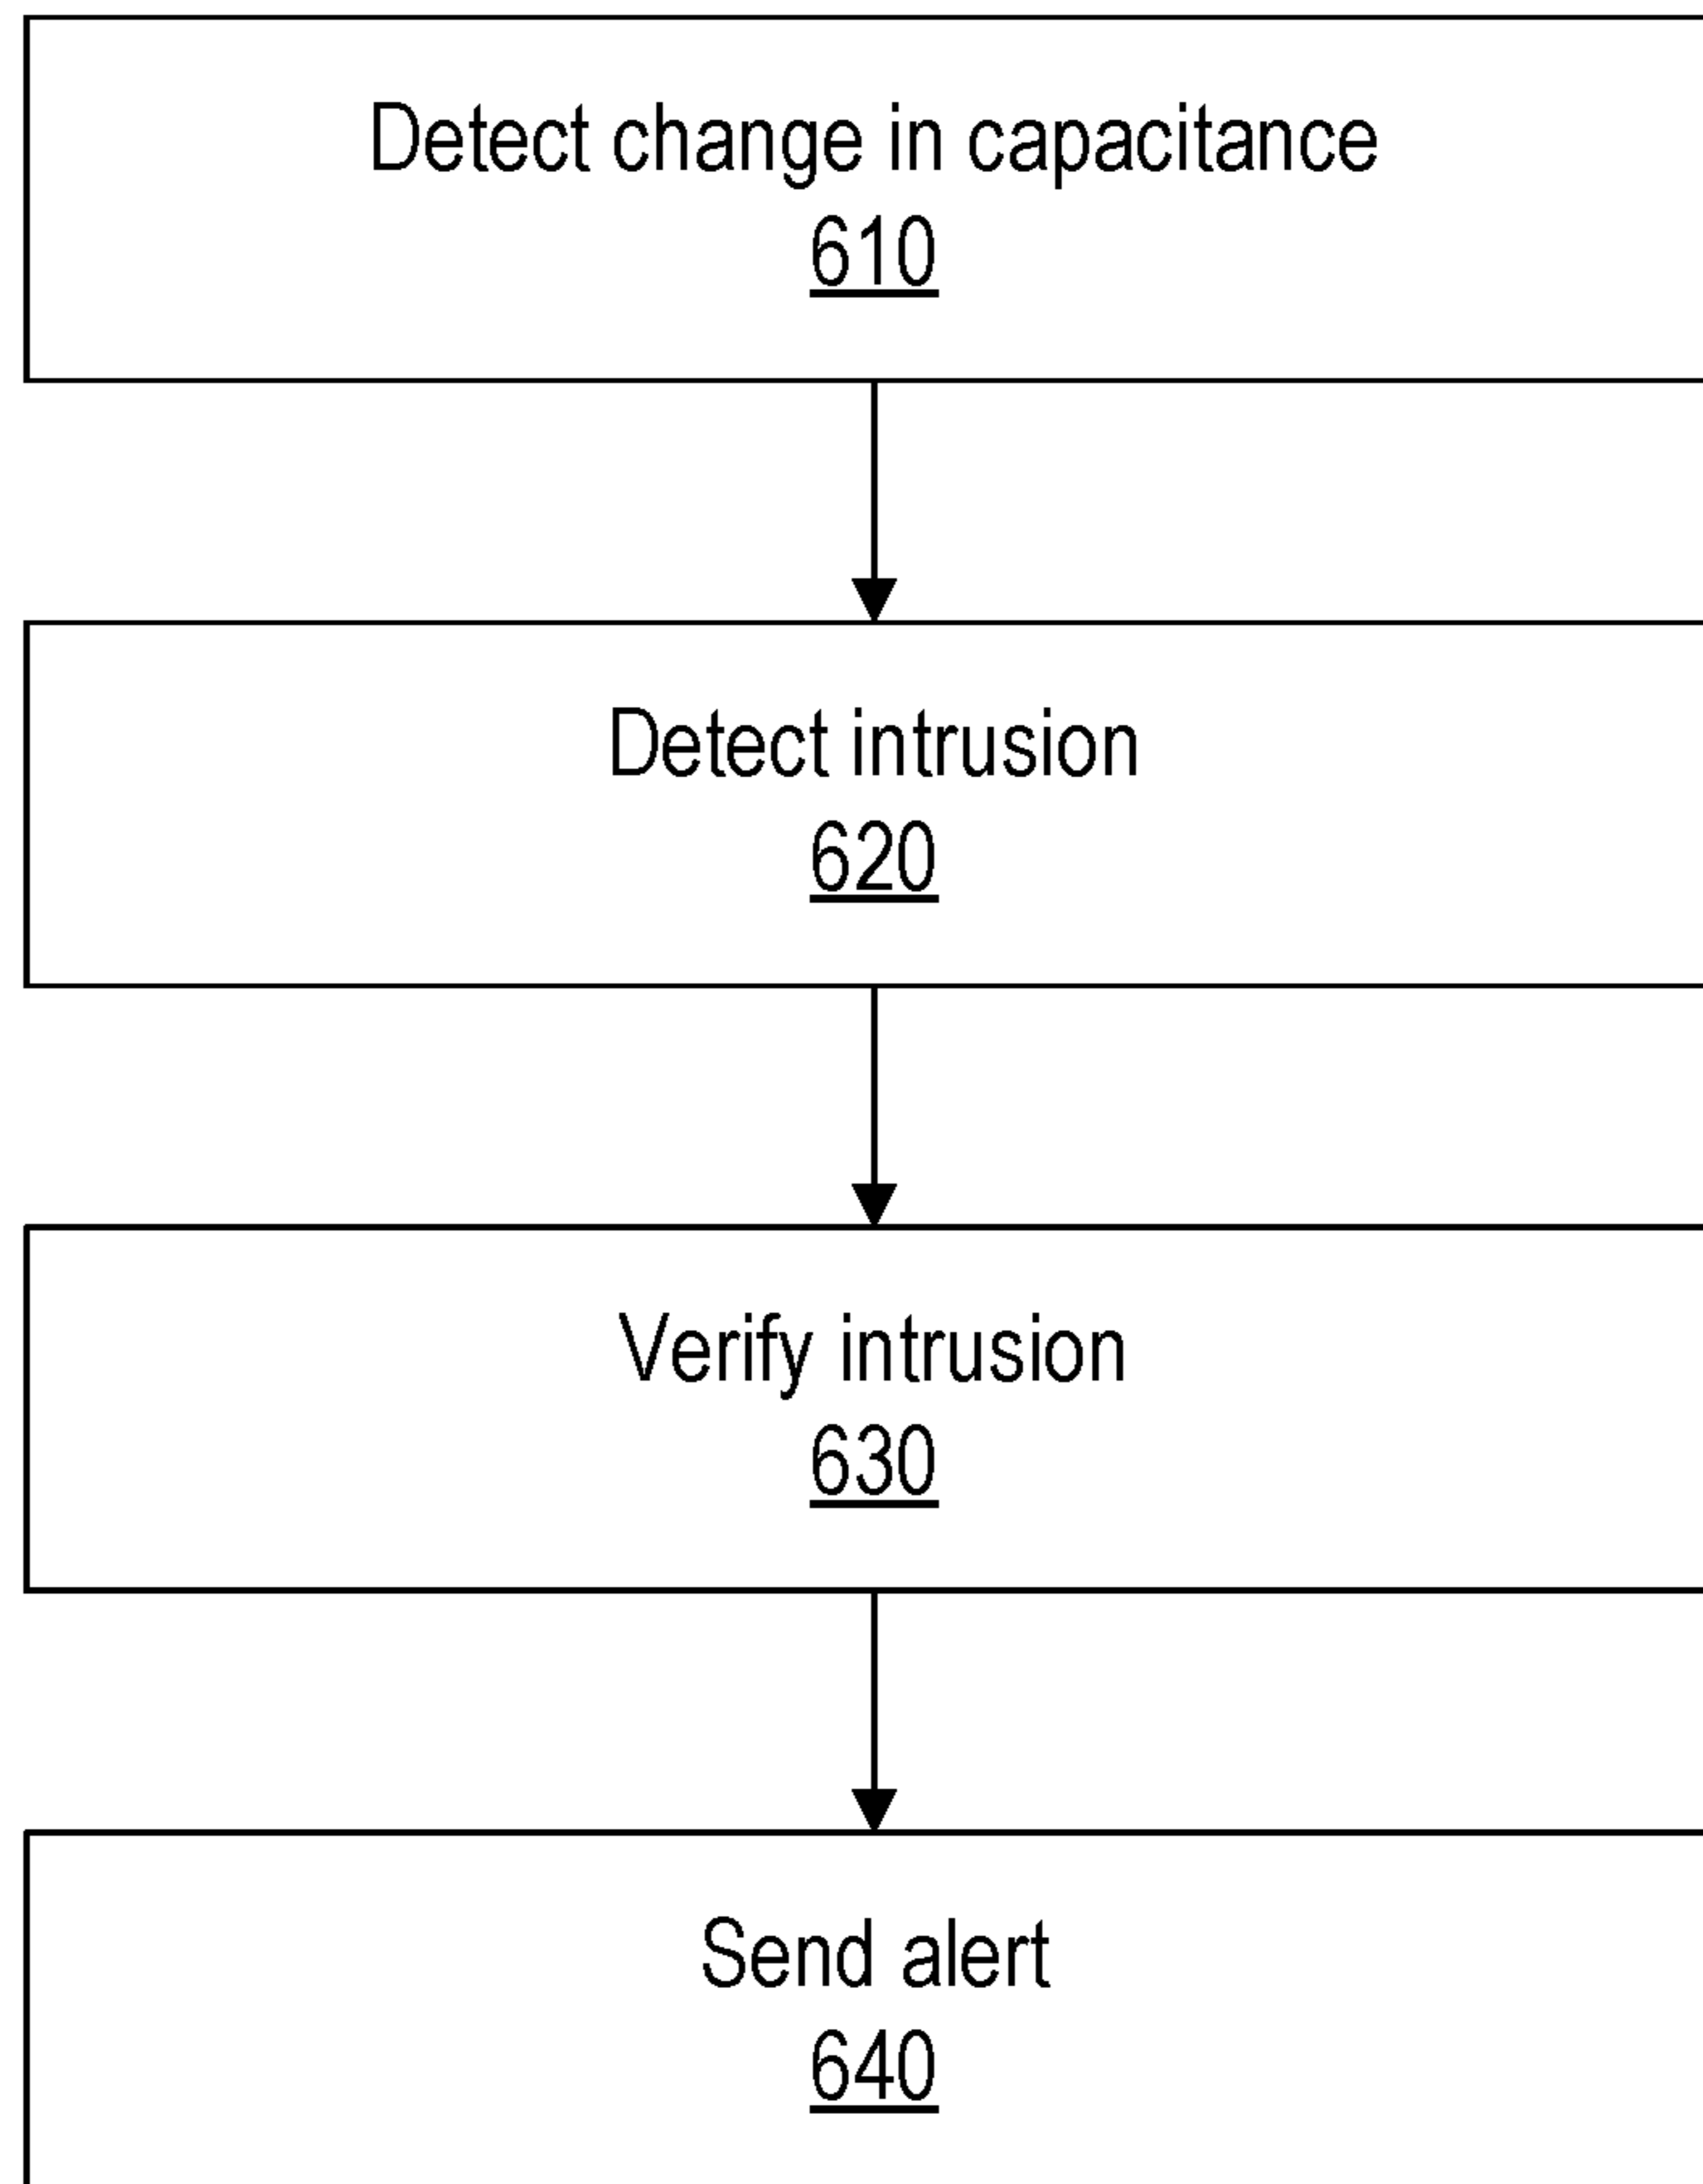 Detect change in capacitance
610
Detect intrusion
620
Verify intrusion
630
Send alert
640